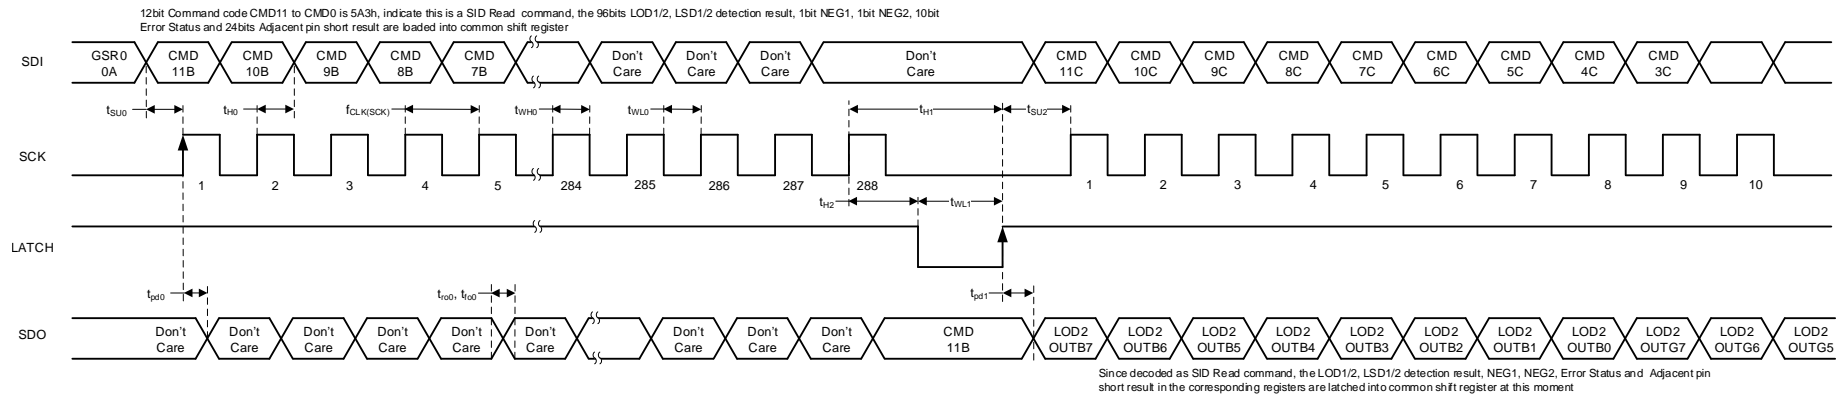 12bit Command code CMD11 to CMD0 is 5A3h, indicate this is a SID Read command, the 96bits LOD1/2, LSD1/2 detection result, 1bit NEG1, 1bit NEG2, 10bit
Error Status and 24bits Adjacent pin short result are loaded into common shift register
SDI
GSR0 CMD CMD CMD CMD CMD Don't Don't Don't Don't CMD CMD CMD CMD CMD CMD CMD CMD CMD
0A 11B 10B 9B 8B 7B Care Care Care Care 11C 10C 9C 8C 7C 6C 5C 4C 3C
tSU0 tH0 fCLK(SCK) tWH0 tWL0 tH1 tSU2
SCK
1 2 3 4 5 284 285 286 287 288 1 2 3 4 5 6 7 8 9 10
tH2 tWL1
LATCH
tpd0 tro0, tfo0 tpd1
SDO
Don't Don't Don't Don't Don't Don't Don't Don't Don't CMD LOD2 LOD2 LOD2 LOD2 LOD2 LOD2 LOD2 LOD2 LOD2 LOD2 LOD2
Care Care Care Care Care Care Care Care Care 11B OUTB7 OUTB6 OUTB5 OUTB4 OUTB3 OUTB2 OUTB1 OUTB0 OUTG7 OUTG6 OUTG5
Since decoded as SID Read command, the LOD1/2, LSD1/2 detection result, NEG1, NEG2, Error Status and Adjacent pin
short result in the corresponding registers are latched into common shift register at this moment